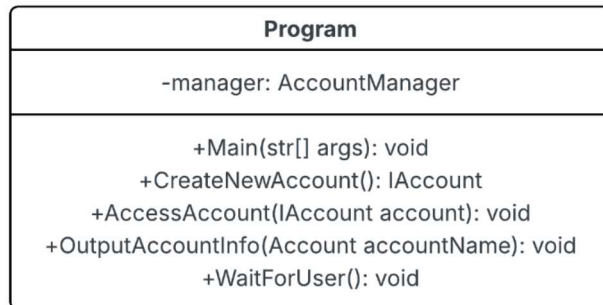 Program
-manager: AccountManager
+Main(str[] args): void
+CreateNewAccount(): IAccount
+AccessAccount(IAccount account): void
+OutputAccountInfo(Account accountName): void
+WaitForUser(): void